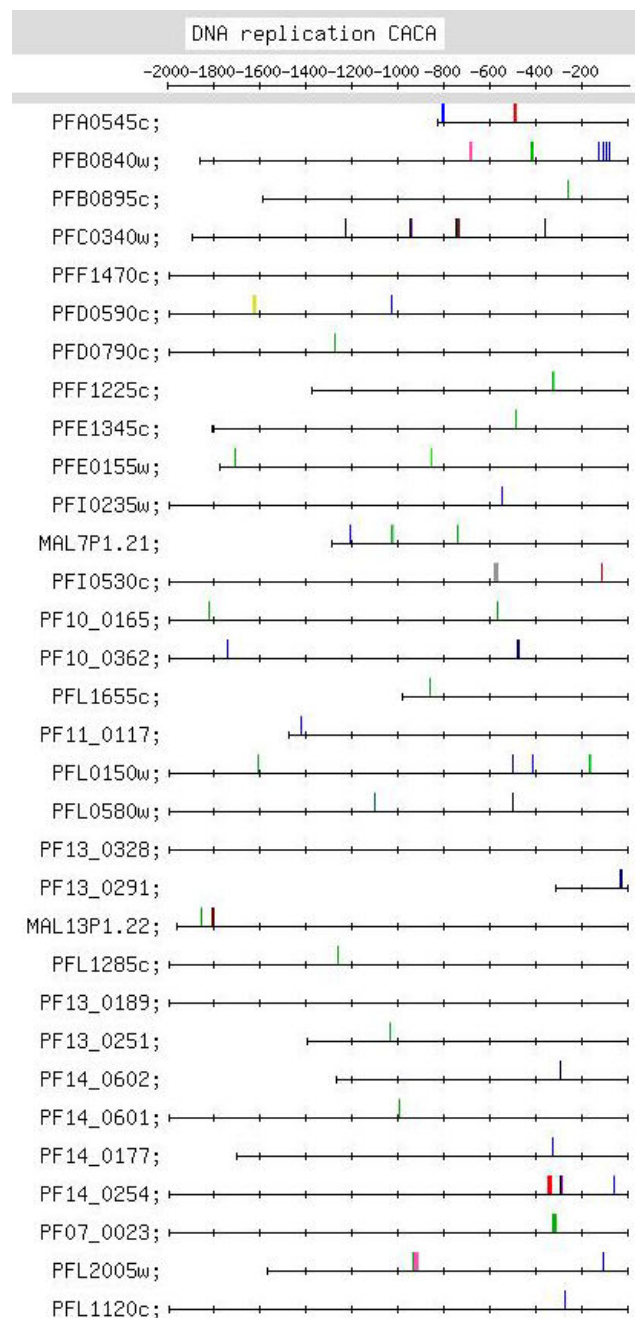 DNA replication CACA
-2000-1800-1600-1400-1200-1000-800 -600 -400 -200
PFA0545c;
PFB0840w;
PFB0895c;
PFC0340w;
PFF1470c;
PFD0590c;
PFD0790c;
PFF1225c;
PFE1345c;
PFE0155w;
PFI0235w;
MAL7P1.21;
PFI0530c;
PF10_0165;
PF10_0362;
PFL1655c;
PF11_0117;
PFL0150w;
PFL0580w;
PF13_0328;
PF13_0291;
MAL13P1.22;
PFL1285c;
PF13_0189;
PF13_0251;
PF14_0602;
PF14_0601;
PF14_0177;
PF14_0254;
PF07_0023;
PFL2005w;
PFL1120c;